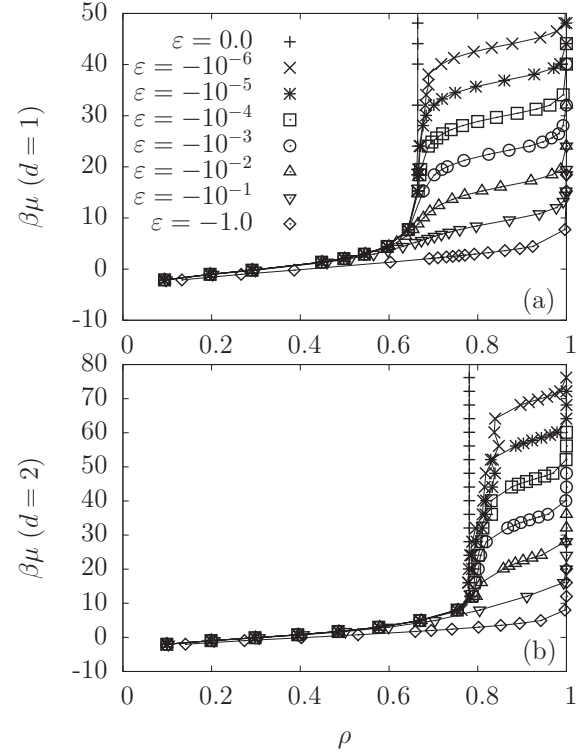 50
40
30
20
10
0
-10
βμ (d = 1)
ε = 0.0
ε = −10⁻⁶
ε = −10⁻⁵
ε = −10⁻⁴
ε = −10⁻³
ε = −10⁻²
ε = −10⁻¹
ε = −1.0
(a)
0 0.2 0.4 0.6 0.8 1
80
70
60
50
40
30
20
10
0
-10
βμ (d = 2)
(b)
0 0.2 0.4 0.6 0.8 1
ρ